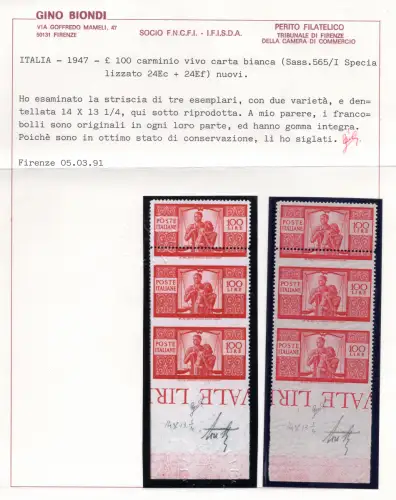 GINO BIONDI
VIA GOFFREDO MAMELI, 47
50131 FIRENZE
SOCIO F.N.C.F.I. - I.F.I.S.D.A.
PERITO FILATELICO
TRIBUNALE DI FIRENZE
DELLA CAMERA DI COMMERCIO
ITALIA - 1947 - £ 100 carminio vivo carta bianca (Sass.565/I Specia
lizzato 24Ec + 24Ef) nuovi.
Ho esaminato la striscia di tre esemplari, con due varietà, e den=
tellata 14 X 13 1/4, qui sotto riprodotta. A mio parere, i franco=
bolli sono originali in ogni loro parte, ed hanno gomma integra.
Poichè sono in ottimo stato di conservazione, li ho siglati.
Firenze 05.03.91
POSTE ITALIANE 100 LIRE
POSTE ITALIANE 100 LIRE
POSTE ITALIANE 100 LIRE
VALE LIR
POSTE ITALIANE 100 LIRE
POSTE ITALIANE 100 LIRE
POSTE ITALIANE 100 LIRE
VALE LIR